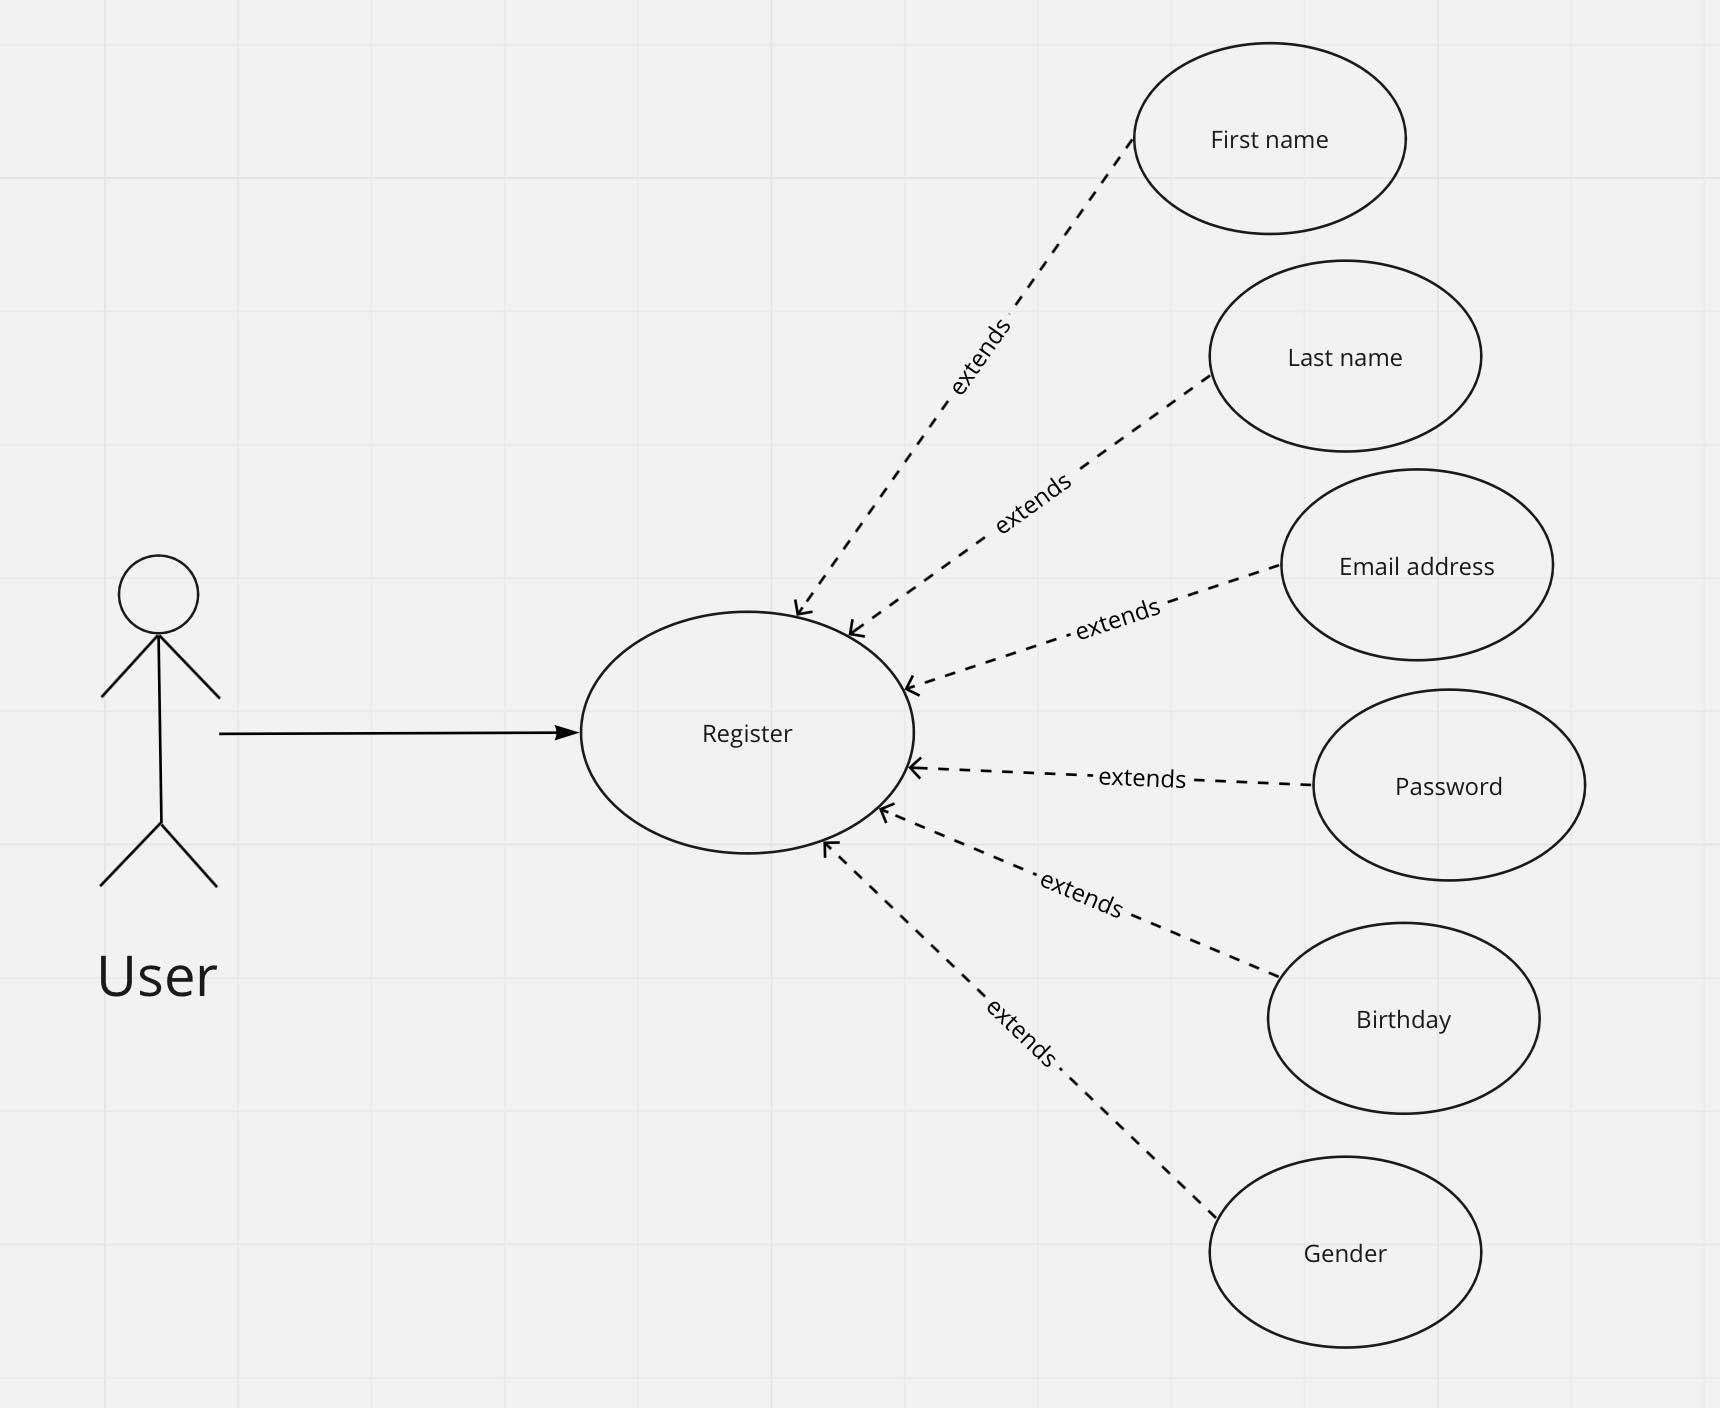 First name
extends
Last name
extends
Email address
extends
Register
extends
Password
extends
Birthday
User
extends
Gender